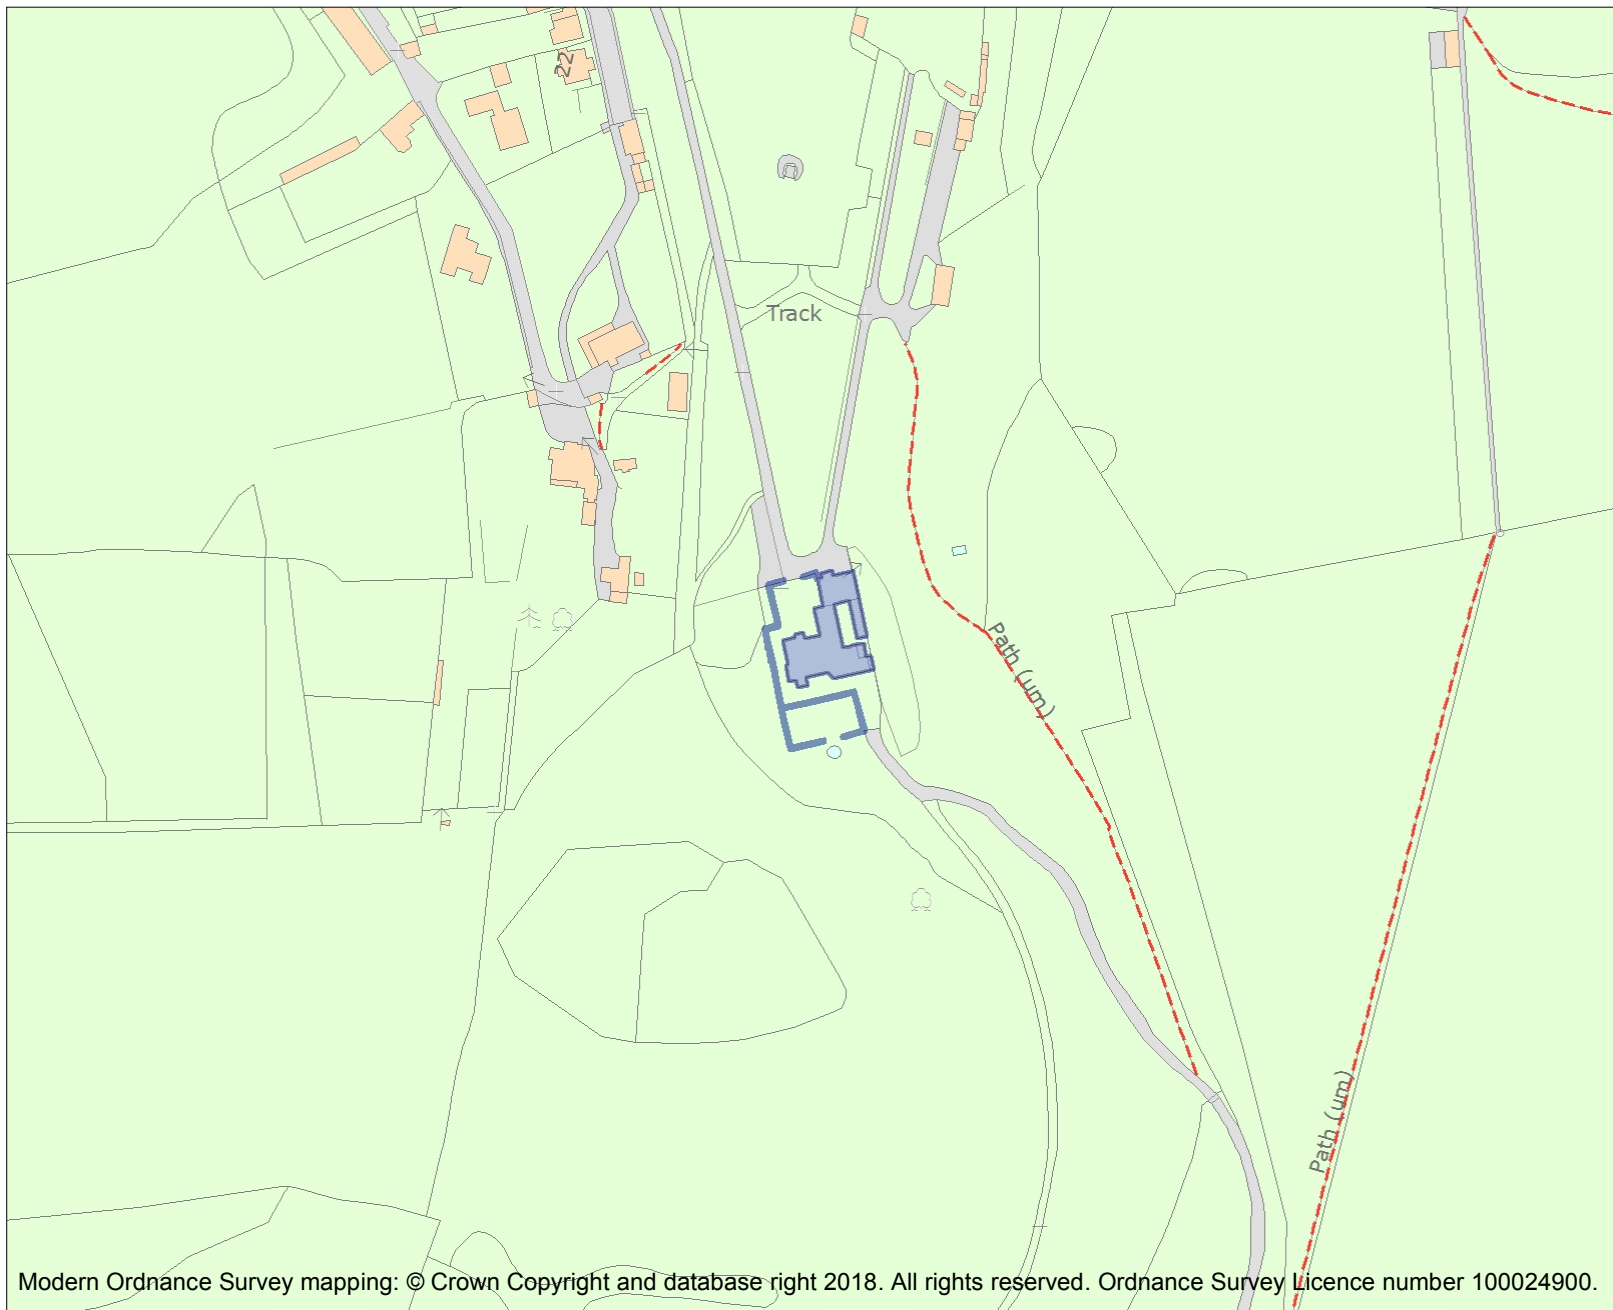 22
Track
Path (um)
Path (um)
Modern Ordnance Survey mapping: © Crown Copyright and database right 2018. All rights reserved. Ordnance Survey Licence number 100024900.